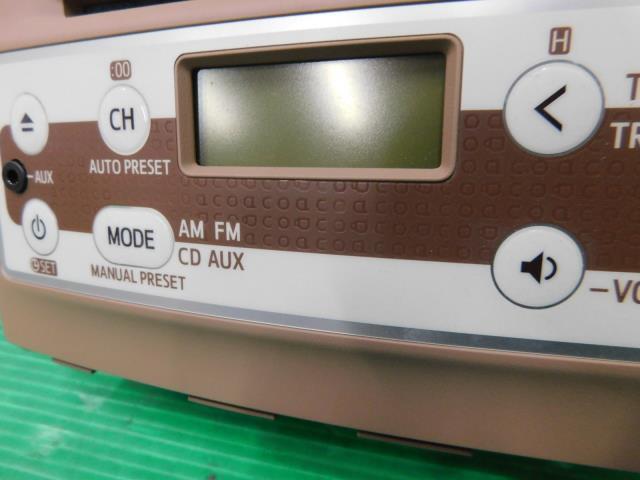 :00
H
CH
AUTO PRESET
AUX
MODE
AM FM
CD AUX
MANUAL PRESET
SET